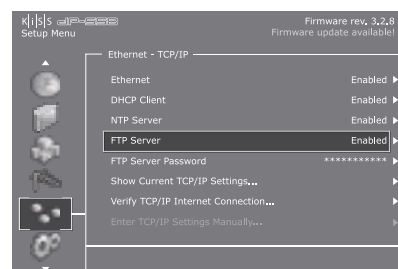 KiSS DP-558 Firmware rev. 3.2.8
Setup Menu Firmware update available!
Ethernet - TCP/IP
Ethernet Enabled
DHCP Client Enabled
NTP Server Enabled
FTP Server Enabled
FTP Server Password ***********
Show Current TCP/IP Settings...
Verify TCP/IP Internet Connection...
Enter TCP/IP Settings Manually...